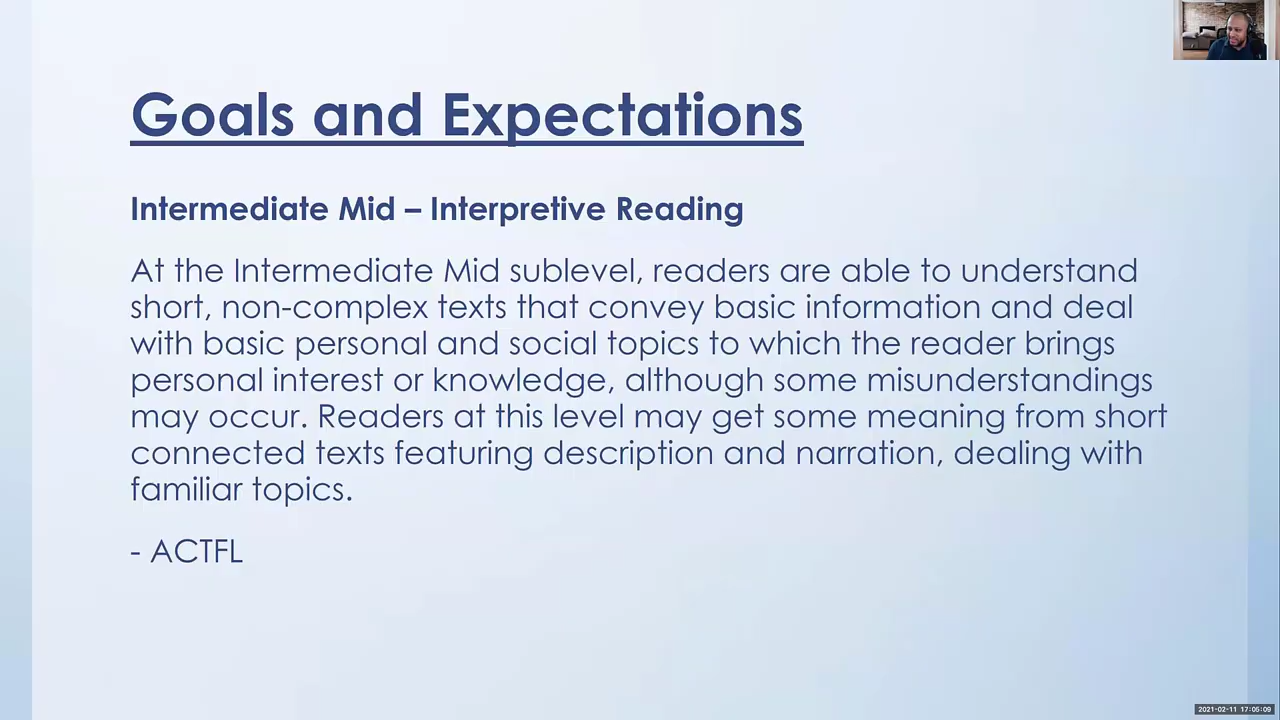 Goals and Expectations
Intermediate Mid – Interpretive Reading
At the Intermediate Mid sublevel, readers are able to understand
short, non-complex texts that convey basic information and deal
with basic personal and social topics to which the reader brings
personal interest or knowledge, although some misunderstandings
may occur. Readers at this level may get some meaning from short
connected texts featuring description and narration, dealing with
familiar topics.
- ACTFL
2021-02-11 17:05:09